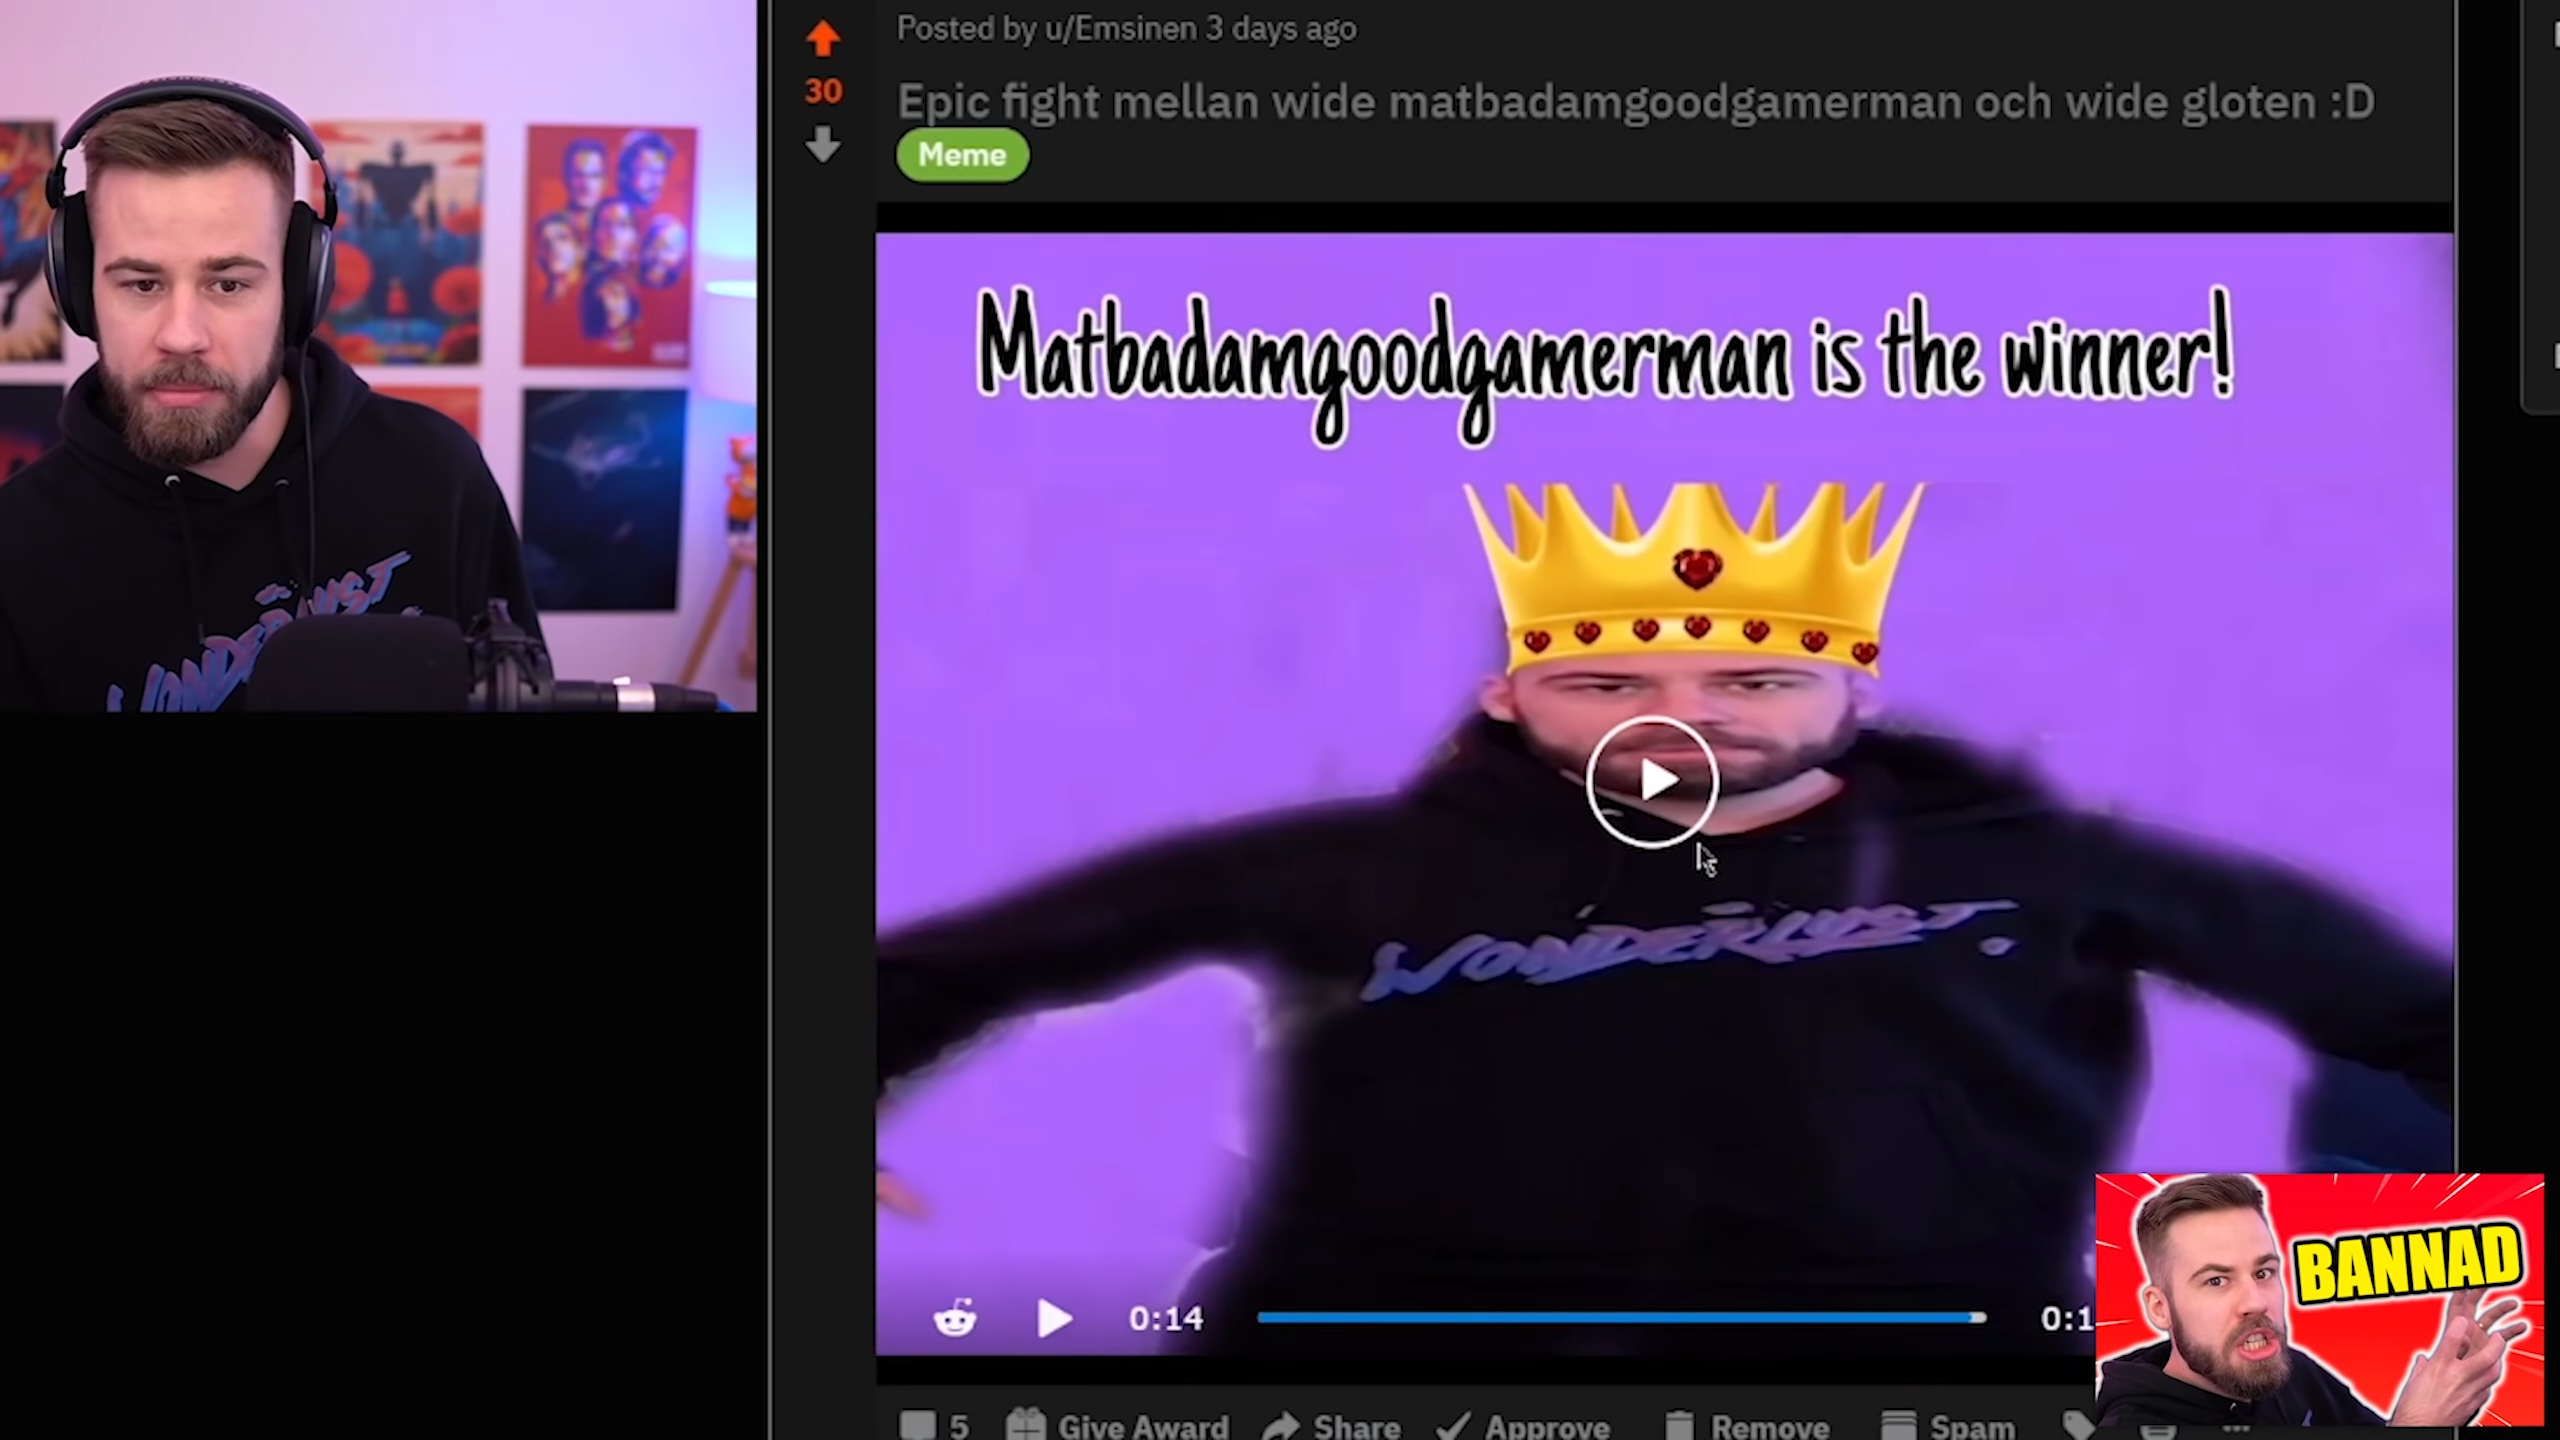 Posted by u/Emsinen 3 days ago
30
Epic fight mellan wide matbadamgoodgamerman och wide gloten :D
Meme
Matbadamgoodgamerman is the winner!
WONDERLUST.
BANNAD
0:14
5 Give Award Share Approve Remove Spam